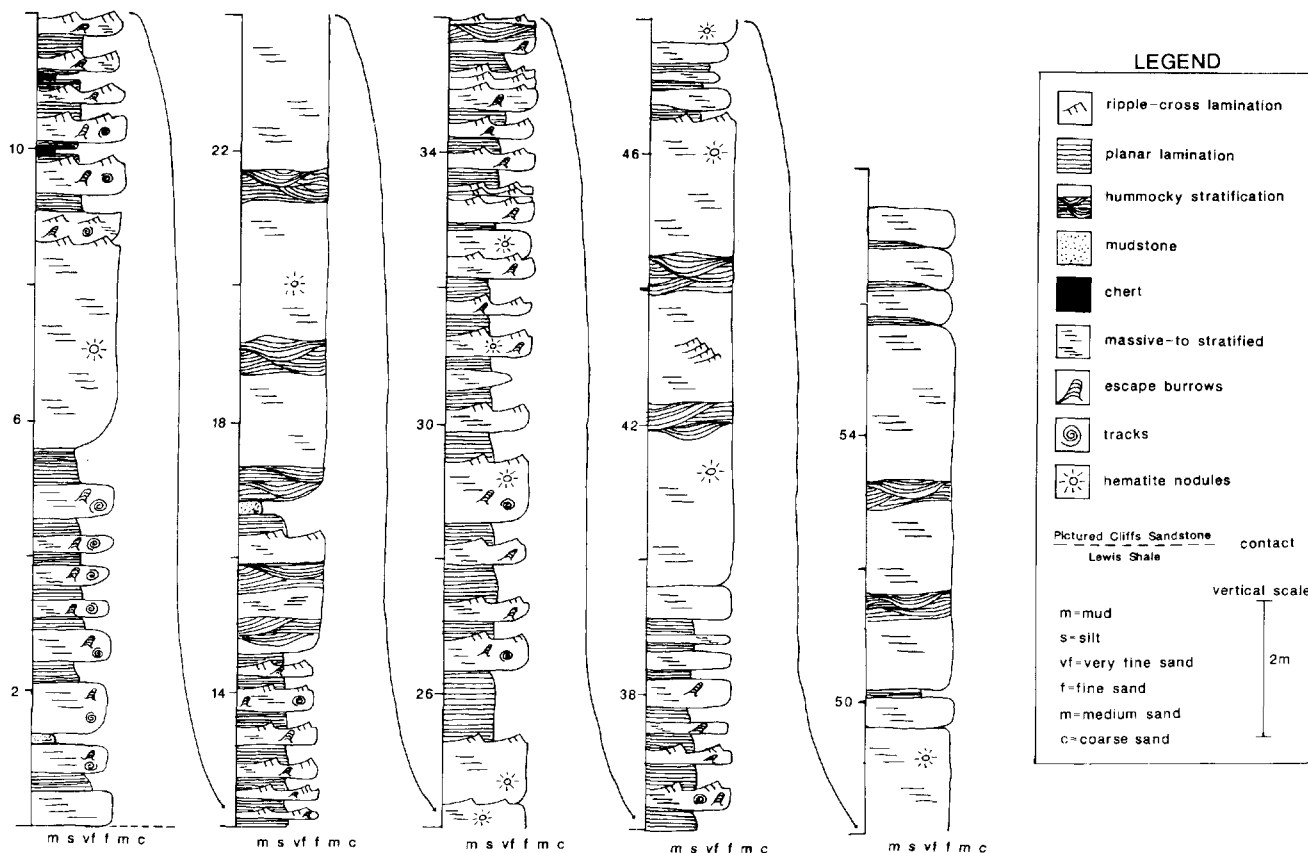 10
6
2
m s vf f m c
22
18
14
m s vf f m c
34
30
26
m s vf f m c
46
42
38
m s vf f m c
54
50
m s vf f m c
LEGEND
ripple-cross lamination
planar lamination
hummocky stratification
mudstone
chert
massive-to stratified
escape burrows
tracks
hematite nodules
Pictured Cliffs Sandstone
contact
Lewis Shale
vertical scale
m=mud
s=silt
vf=very fine sand
f=fine sand
m=medium sand
c=coarse sand
2m